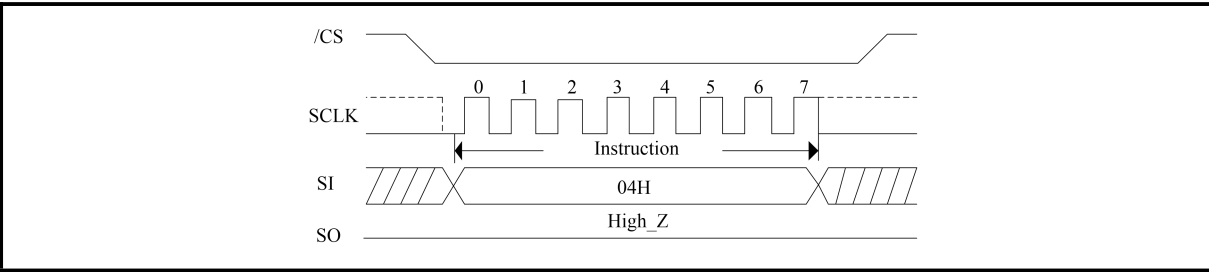 /CS
0 1 2 3 4 5 6 7
SCLK
Instruction
SI
04H
High_Z
SO